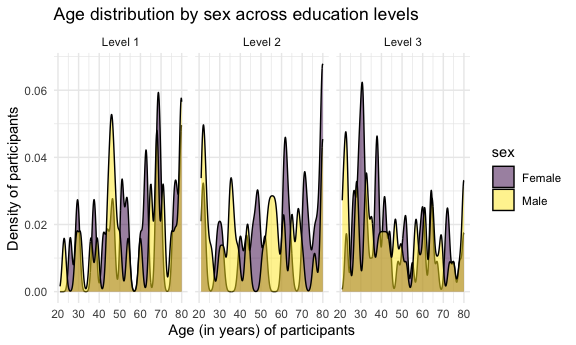 Age distribution by sex across education levels
Level 1 Level 2 Level 3
0.06
0.04
0.02
0.00
Density of participants
20 30 40 50 60 70 80 20 30 40 50 60 70 80 20 30 40 50 60 70 80
Age (in years) of participants
sex
Female
Male